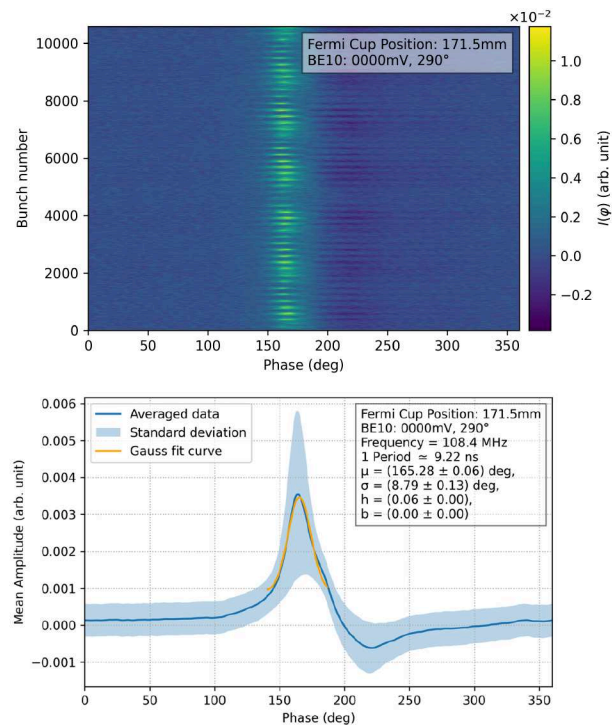 ×10⁻²
Fermi Cup Position: 171.5mm
BE10: 0000mV, 290°
10000
8000
6000
4000
2000
0
Bunch number
0 50 100 150 200 250 300 350
Phase (deg)
1.0
0.8
0.6
0.4
0.2
0.0
−0.2
I(φ) (arb. unit)
0.006
0.005
0.004
0.003
0.002
0.001
0.000
−0.001
Mean Amplitude (arb. unit)
Averaged data
Standard deviation
Gauss fit curve
Fermi Cup Position: 171.5mm
BE10: 0000mV, 290°
Frequency = 108.4 MHz
1 Period ≃ 9.22 ns
μ = (165.28 ± 0.06) deg,
σ = (8.79 ± 0.13) deg,
h = (0.06 ± 0.00),
b = (0.00 ± 0.00)
0 50 100 150 200 250 300 350
Phase (deg)